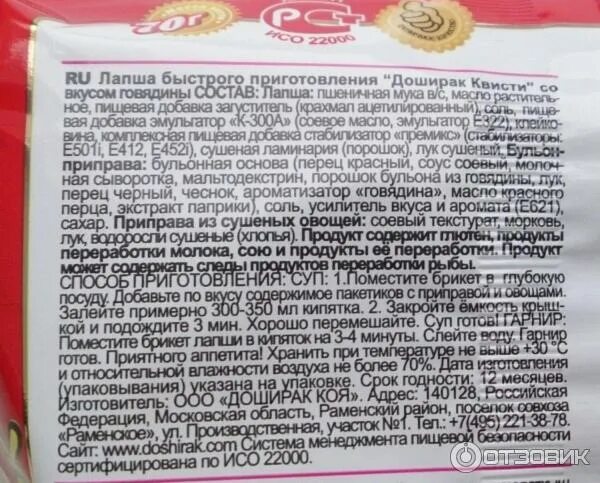 70г
РСТ
ИСО 22000
RU Лапша быстрого приготовления "Доширак Квисти" со
вкусом говядины СОСТАВ: Лапша: пшеничная мука в/с, масло раститель-
ное, пищевая добавка загуститель (крахмал ацетилированный), соль, пище-
вая добавка эмульгатор «К-300А» (соевое масло, эмульгатор Е322), клейко-
вина, комплексная пищевая добавка стабилизатор «премикс» (стабилизаторы:
Е501i, Е412, Е452i), сушеная ламинария (порошок), лук сушеный, Бульон-
приправа: бульонная основа (перец красный, соус соевый, молоч-
ная сыворотка, мальтодекстрин, порошок бульона из говядины, лук,
перец черный, чеснок, ароматизатор «говядина», масло красного
перца, экстракт паприки), соль, усилитель вкуса и аромата (Е621),
сахар. Приправа из сушеных овощей: соевый текстурат, морковь,
лук, водоросли сушеные (хлопья). Продукт содержит глютен, продукты
переработки молока, сою и продукты её переработки. Продукт
может содержать следы продуктов переработки рыбы.
СПОСОБ ПРИГОТОВЛЕНИЯ: СУП: 1.Поместите брикет в глубокую
посуду. Добавьте по вкусу содержимое пакетиков с приправой и овощами.
Залейте примерно 300-350 мл кипятка. 2. Закройте ёмкость крыш-
кой и подождите 3 мин. Хорошо перемешайте. Суп готов! ГАРНИР:
Поместите брикет лапши в кипяток на 3-4 минуты. Слейте воду. Гарнир
готов. Приятного аппетита! Хранить при температуре не выше +30 °С
и относительной влажности воздуха не более 70%. Дата изготовления
(упаковывания) указана на упаковке. Срок годности: 12 месяцев.
Изготовитель: ООО «ДОШИРАК КОЯ». Адрес: 140128, Российская
Федерация, Московская область, Раменский район, поселок совхоза
«Раменское», ул. Производственная, участок №1. Тел.: +7(495) 221-38-78.
Сайт: www.doshirak.com Система менеджмента пищевой безопасности
сертифицирована по ИСО 22000.
ОТЗОВИК